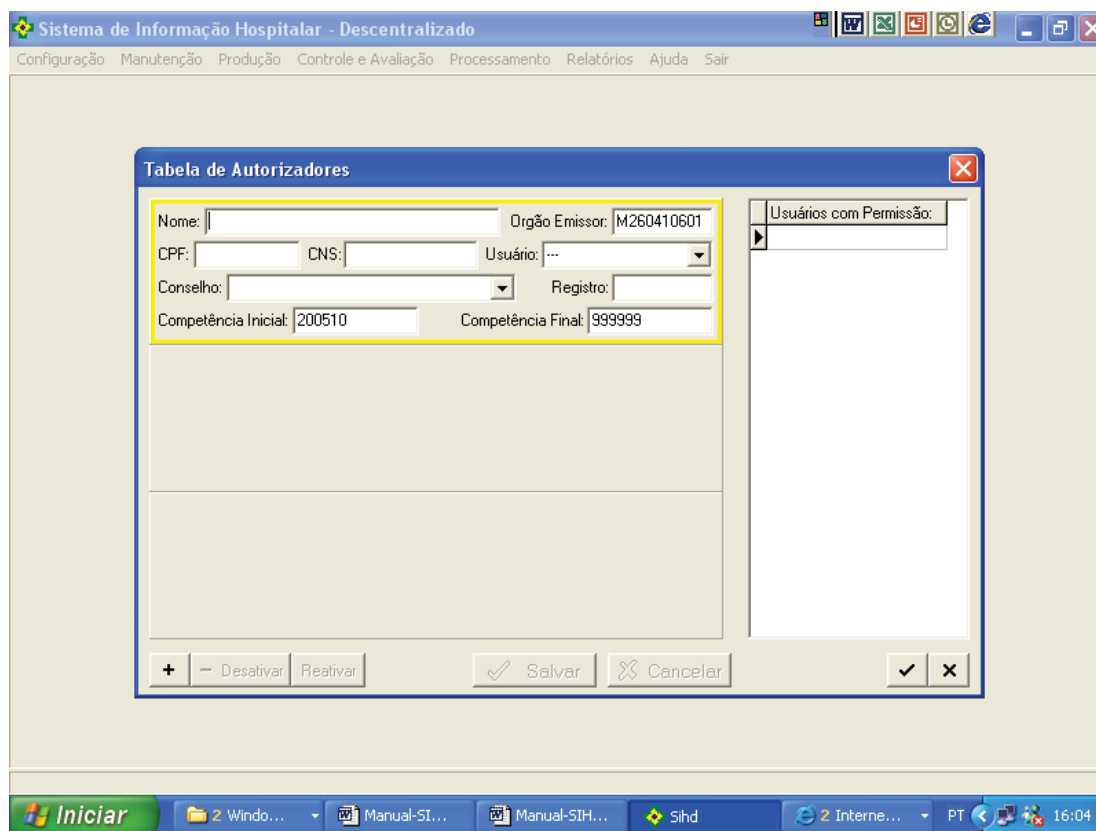 Sistema de Informação Hospitalar - Descentralizado
Configuração Manutenção Produção Controle e Avaliação Processamento Relatórios Ajuda Sair
Tabela de Autorizadores
Nome: Orgão Emissor: M260410601
CPF: CNS: Usuário: ---
Conselho: Registro:
Competência Inicial: 200510 Competência Final: 999999
Usuários com Permissão:
+ − Desativar Reativar Salvar Cancelar
Iniciar 2 Windo... Manual-SI... Manual-SIH... Sihd 2 Interne... PT 16:04